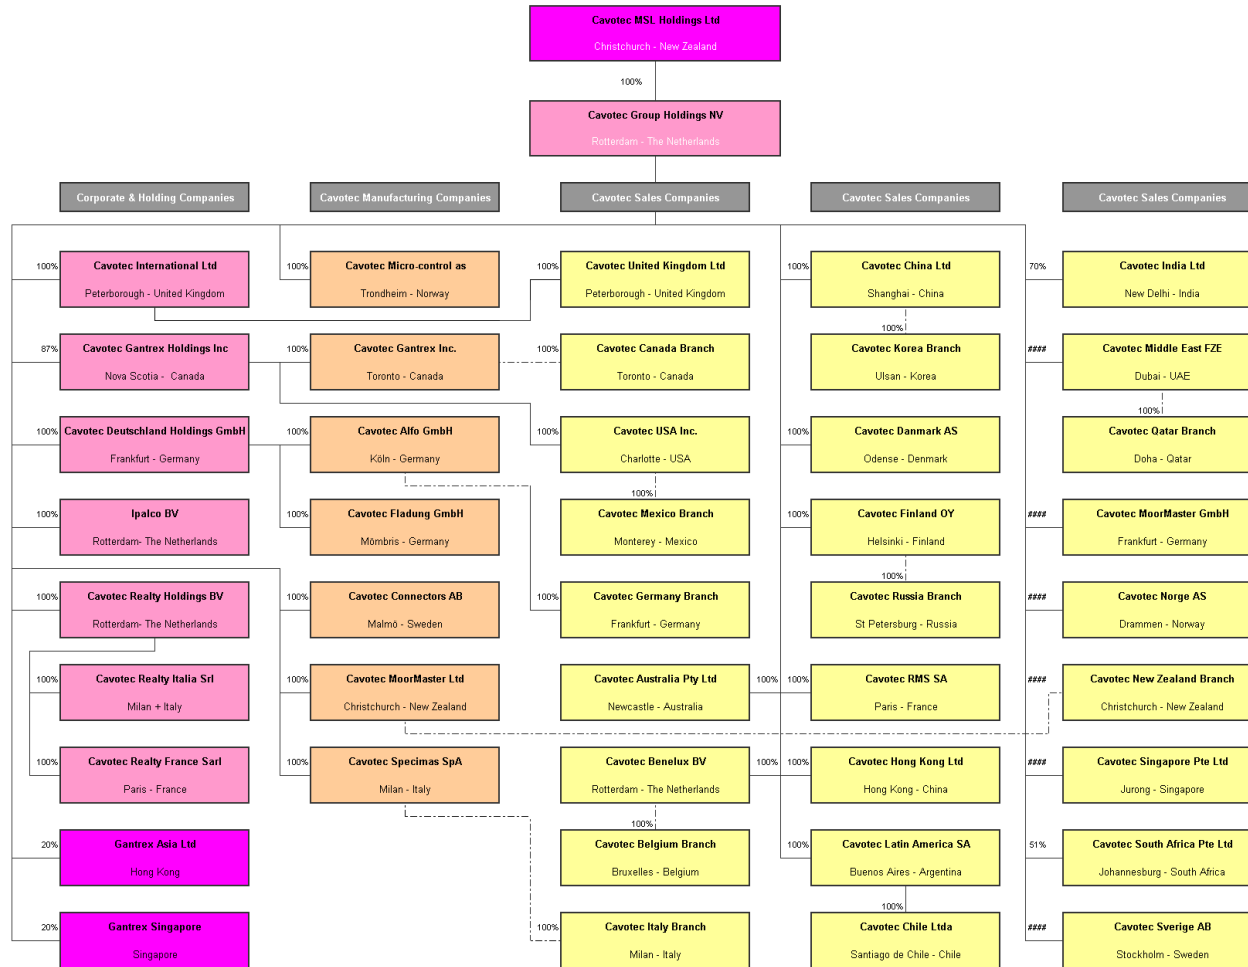 Cavotec MSL Holdings Ltd
Christchurch - New Zealand
100%
Cavotec Group Holdings NV
Rotterdam - The Netherlands
Corporate & Holding Companies
Cavotec Manufacturing Companies
Cavotec Sales Companies
Cavotec Sales Companies
Cavotec Sales Companies
100%
Cavotec International Ltd
Peterborough - United Kingdom
100%
Cavotec Micro-control as
Trondheim - Norway
100%
Cavotec United Kingdom Ltd
Peterborough - United Kingdom
100%
Cavotec China Ltd
Shanghai - China
70%
Cavotec India Ltd
New Delhi - India
100%
87%
Cavotec Gantrex Holdings Inc
Nova Scotia - Canada
100%
Cavotec Gantrex Inc.
Toronto - Canada
100%
Cavotec Canada Branch
Toronto - Canada
Cavotec Korea Branch
Ulsan - Korea
####
Cavotec Middle East FZE
Dubai - UAE
100%
100%
Cavotec Deutschland Holdings GmbH
Frankfurt - Germany
100%
Cavotec Alfo GmbH
Köln - Germany
100%
Cavotec USA Inc.
Charlotte - USA
100%
Cavotec Danmark AS
Odense - Denmark
Cavotec Qatar Branch
Doha - Qatar
100%
100%
Ipalco BV
Rotterdam- The Netherlands
100%
Cavotec Fladung GmbH
Mömbris - Germany
Cavotec Mexico Branch
Monterey - Mexico
100%
Cavotec Finland OY
Helsinki - Finland
####
Cavotec MoorMaster GmbH
Frankfurt - Germany
100%
100%
Cavotec Realty Holdings BV
Rotterdam- The Netherlands
100%
Cavotec Connectors AB
Malmö - Sweden
100%
Cavotec Germany Branch
Frankfurt - Germany
Cavotec Russia Branch
St Petersburg - Russia
####
Cavotec Norge AS
Drammen - Norway
100%
Cavotec Realty Italia Srl
Milan + Italy
100%
Cavotec MoorMaster Ltd
Christchurch - New Zealand
Cavotec Australia Pty Ltd
Newcastle - Australia
100%
100%
Cavotec RMS SA
Paris - France
####
Cavotec New Zealand Branch
Christchurch - New Zealand
100%
Cavotec Realty France Sarl
Paris - France
100%
Cavotec Specimas SpA
Milan - Italy
Cavotec Benelux BV
Rotterdam - The Netherlands
100%
100%
Cavotec Hong Kong Ltd
Hong Kong - China
####
Cavotec Singapore Pte Ltd
Jurong - Singapore
100%
20%
Gantrex Asia Ltd
Hong Kong
Cavotec Belgium Branch
Bruxelles - Belgium
100%
Cavotec Latin America SA
Buenos Aires - Argentina
51%
Cavotec South Africa Pte Ltd
Johannesburg - South Africa
100%
20%
Gantrex Singapore
Singapore
100%
Cavotec Italy Branch
Milan - Italy
Cavotec Chile Ltda
Santiago de Chile - Chile
####
Cavotec Sverige AB
Stockholm - Sweden